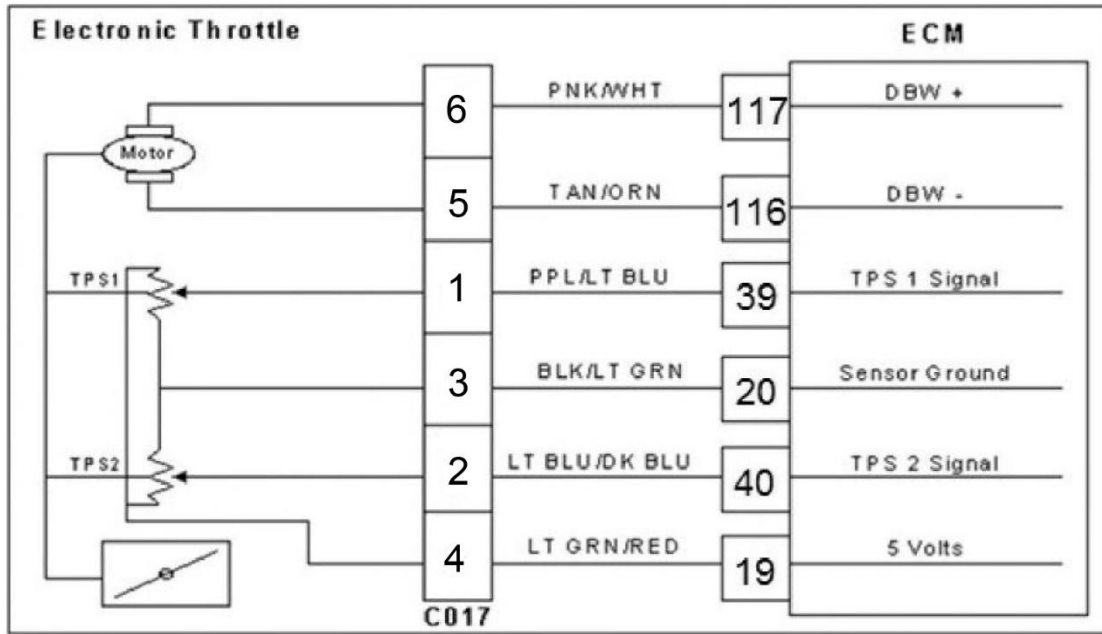 Electronic Throttle
ECM
6 PNK/WHT 117 DBW +
Motor
5 TAN/ORN 116 DBW -
TPS1 1 PPL/LT BLU 39 TPS 1 Signal
3 BLK/LT GRN 20 Sensor Ground
TPS2 2 LT BLU/DK BLU 40 TPS 2 Signal
4 LT GRN/RED 19 5 Volts
C017